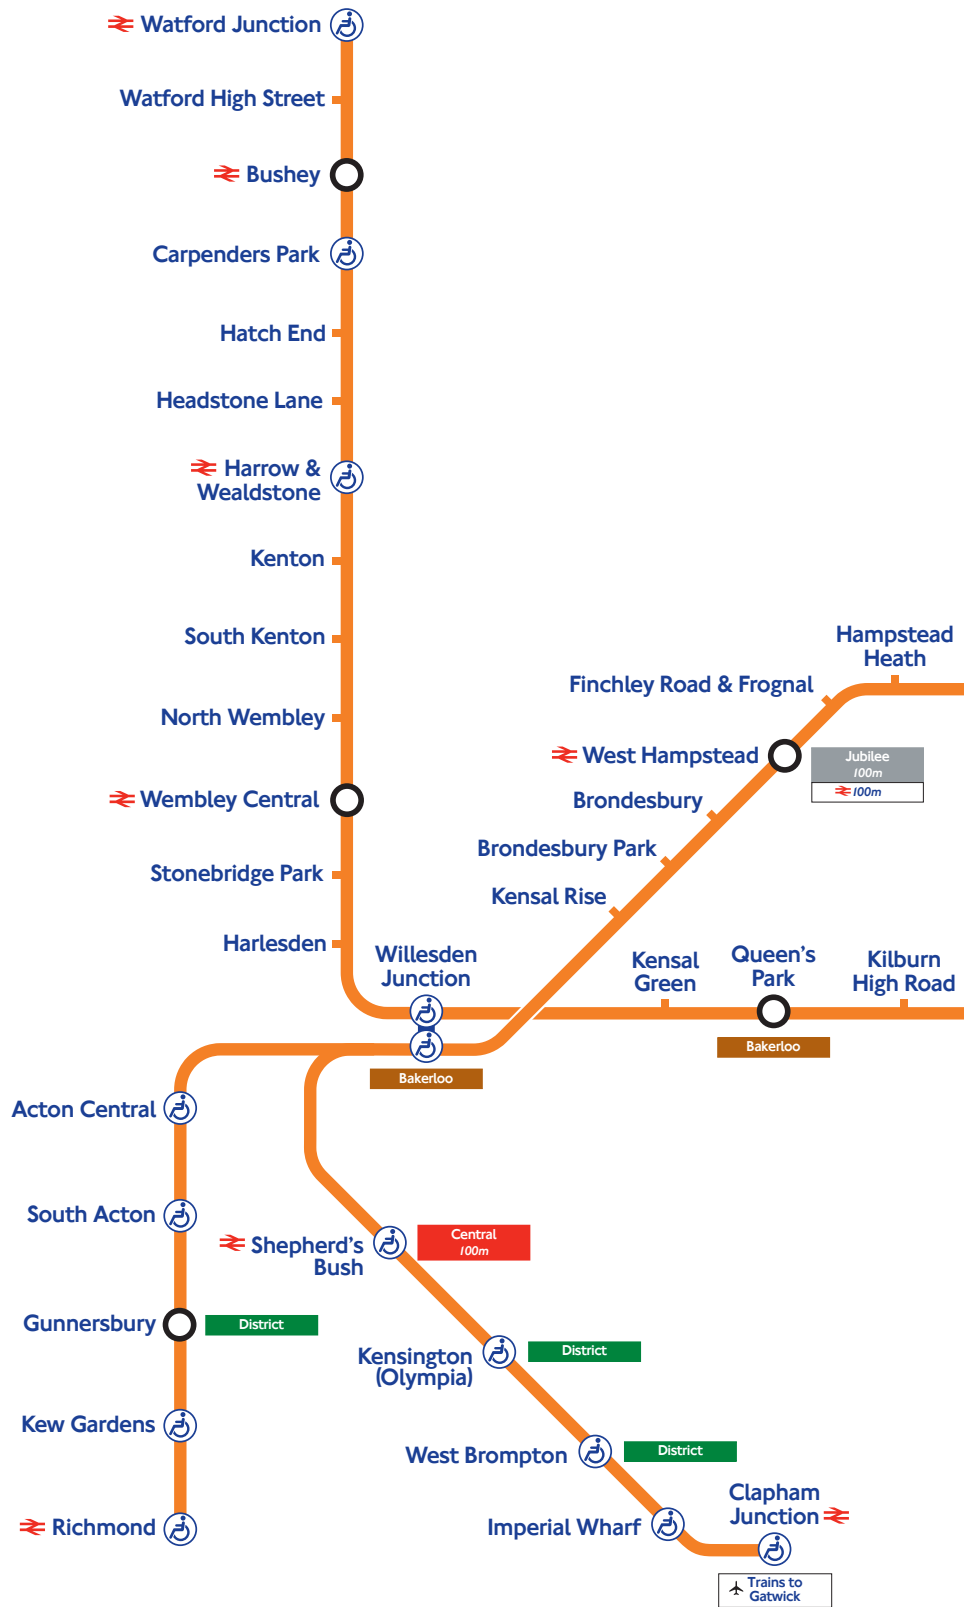 Watford Junction
Watford High Street
Bushey
Carpenders Park
Hatch End
Headstone Lane
Harrow &
Wealdstone
Kenton
South Kenton
North Wembley
Wembley Central
Stonebridge Park
Harlesden
Willesden
Junction
Bakerloo
Hampstead
Heath
Finchley Road & Frognal
West Hampstead
Jubilee
100m
100m
Brondesbury
Brondesbury Park
Kensal Rise
Kensal
Green
Queen's
Park
Bakerloo
Kilburn
High Road
Acton Central
South Acton
Gunnersbury
District
Kew Gardens
Richmond
Shepherd's
Bush
Central
100m
Kensington
(Olympia)
District
West Brompton
District
Imperial Wharf
Clapham
Junction
Trains to
Gatwick